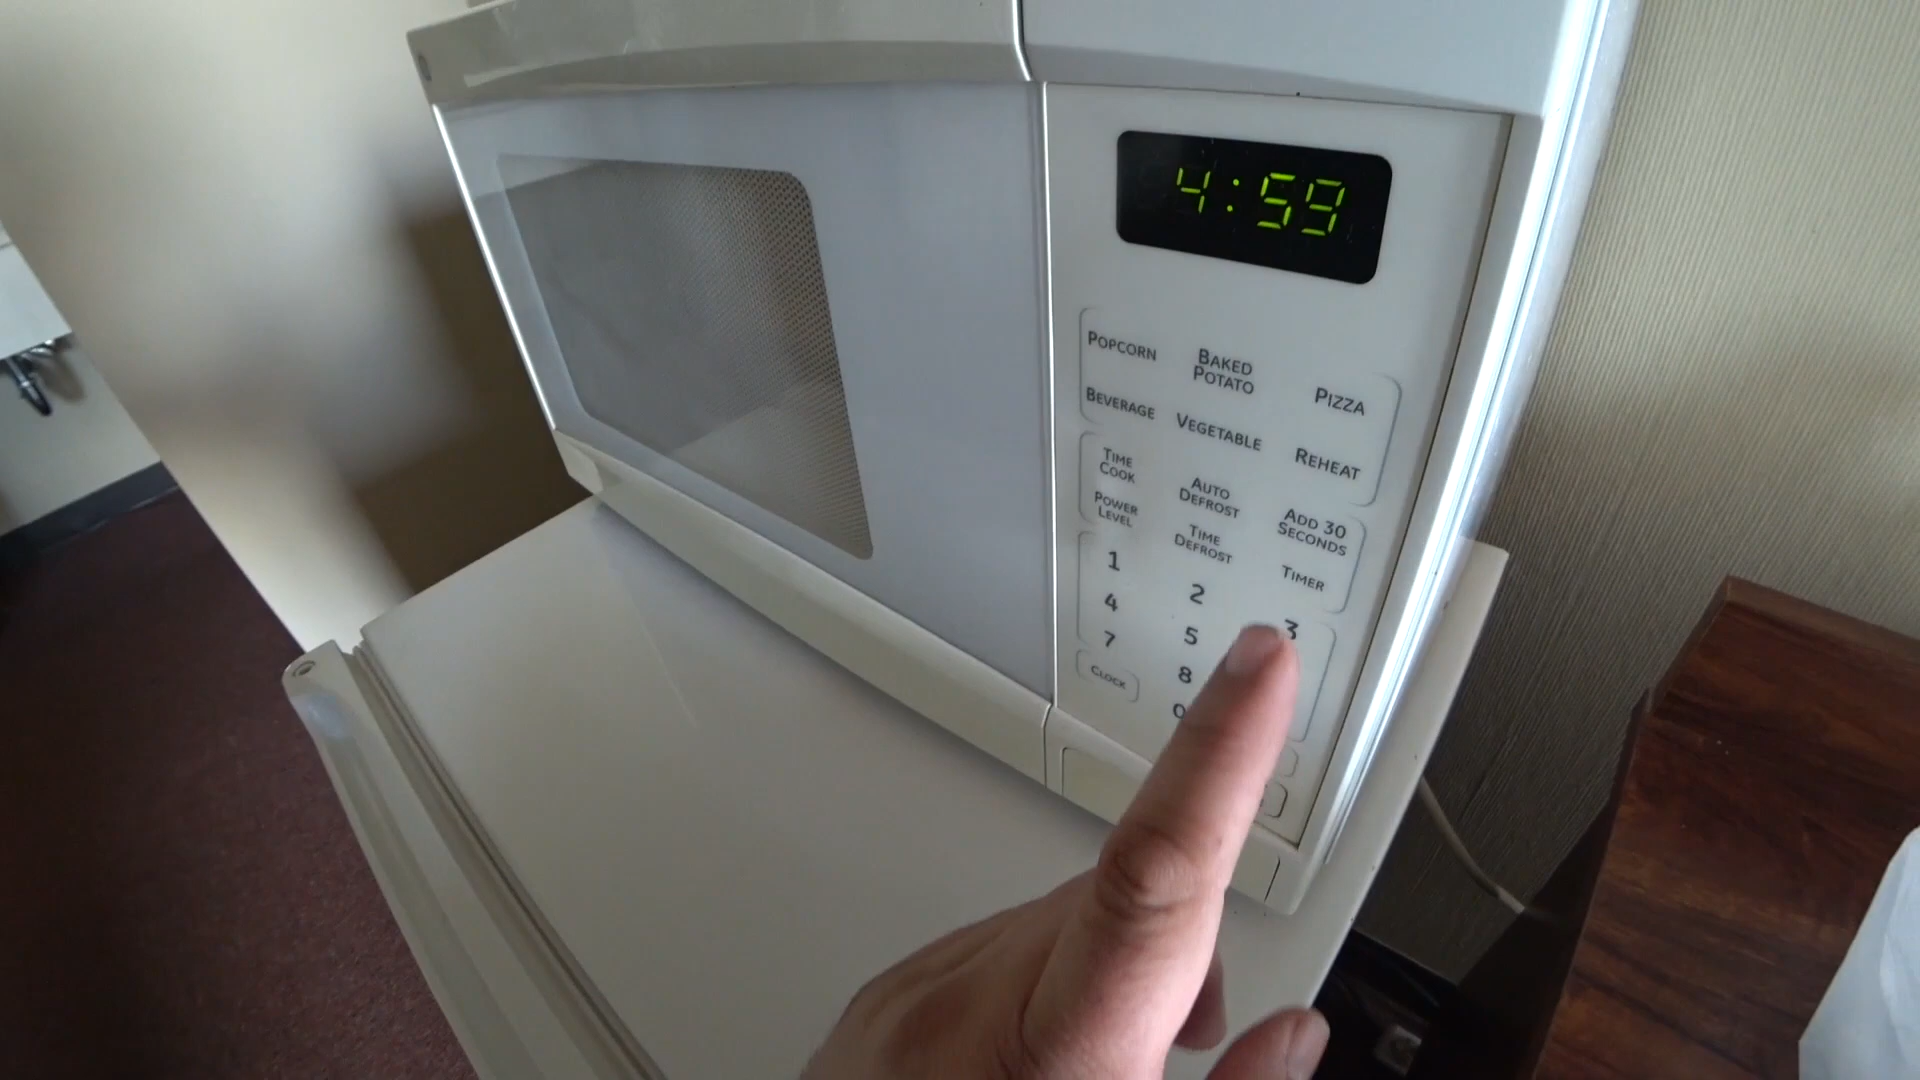 4:59
POPCORN
BAKED
POTATO
PIZZA
BEVERAGE
VEGETABLE
REHEAT
TIME
COOK
AUTO
DEFROST
ADD 30
SECONDS
POWER
LEVEL
TIME
DEFROST
TIMER
1
2
3
4
5
7
8
CLOCK
0